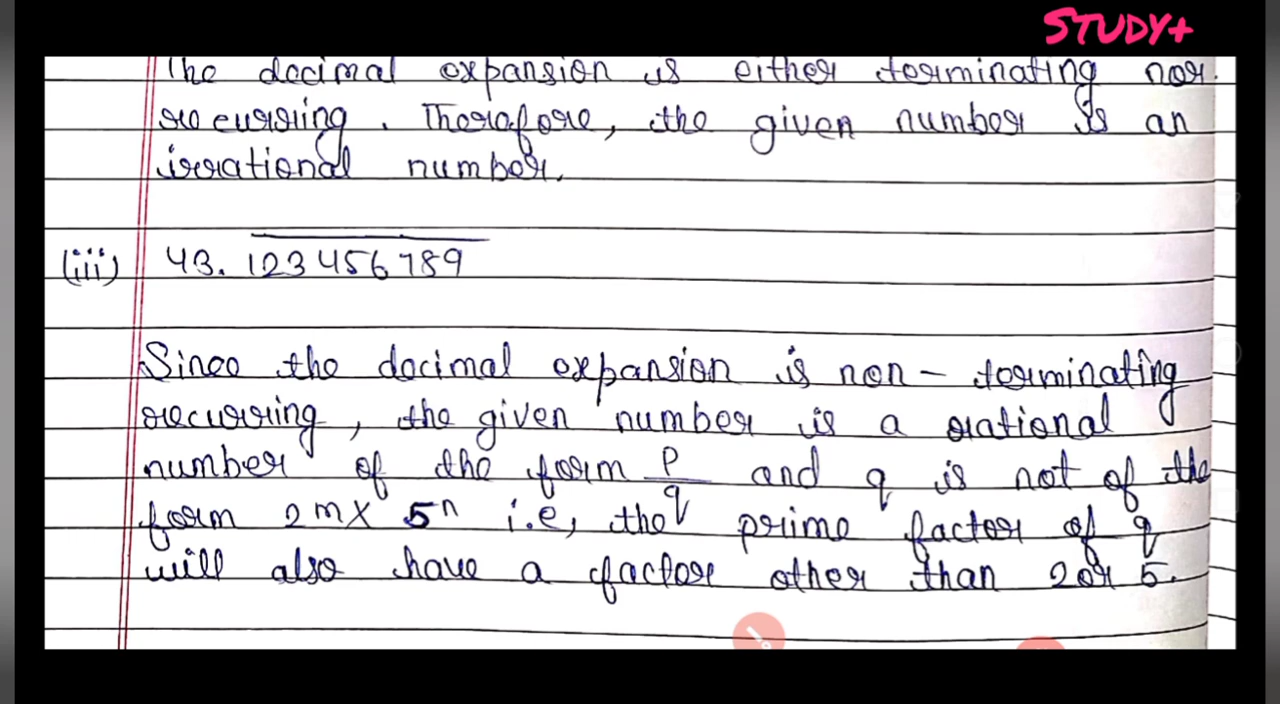 STUDY+
The decimal expansion is either terminating nor
recurring. Therefore, the given number is an
irrational number.
(iii) 43. \overline{123456789}
Since the decimal expansion is non - terminating
recurring, the given number is a rational
number of the form p/q and q is not of the
form 2m× 5ⁿ i.e, the prime factor of q
will also have a factore other than 2 or 5.